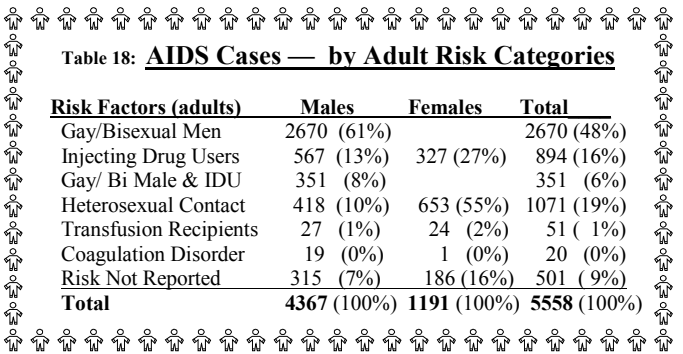 Table 18: AIDS Cases — by Adult Risk Categories
Risk Factors (adults) Males Females Total
Gay/Bisexual Men 2670 (61%) 2670 (48%)
Injecting Drug Users 567 (13%) 327 (27%) 894 (16%)
Gay/ Bi Male & IDU 351 (8%) 351 (6%)
Heterosexual Contact 418 (10%) 653 (55%) 1071 (19%)
Transfusion Recipients 27 (1%) 24 (2%) 51 ( 1%)
Coagulation Disorder 19 (0%) 1 (0%) 20 (0%)
Risk Not Reported 315 (7%) 186 (16%) 501 ( 9%)
Total 4367 (100%) 1191 (100%) 5558 (100%)